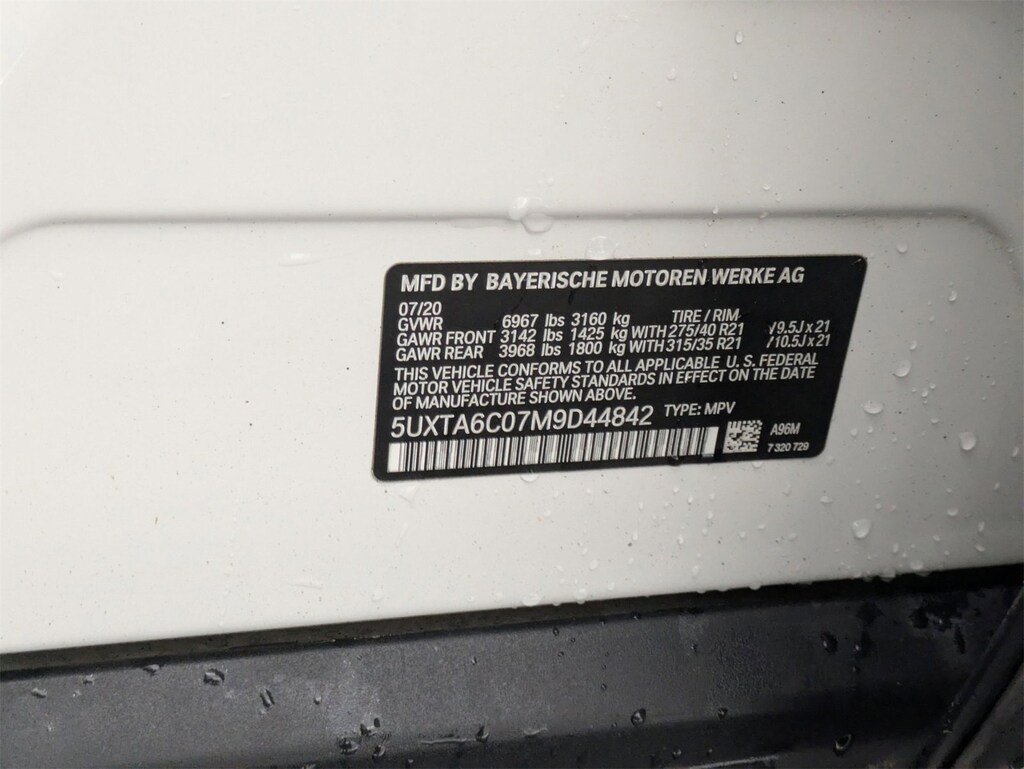 MFD BY BAYERISCHE MOTOREN WERKE AG
07/20
GVWR 6967 lbs 3160 kg TIRE / RIM
GAWR FRONT 3142 lbs 1425 kg WITH 275/40 R21 / 9.5J x 21
GAWR REAR 3968 lbs 1800 kg WITH 315/35 R21 / 10.5J x 21
THIS VEHICLE CONFORMS TO ALL APPLICABLE U. S. FEDERAL
MOTOR VEHICLE SAFETY STANDARDS IN EFFECT ON THE DATE
OF MANUFACTURE SHOWN ABOVE.
5UXTA6C07M9D44842 TYPE: MPV
A96M
7 320 729